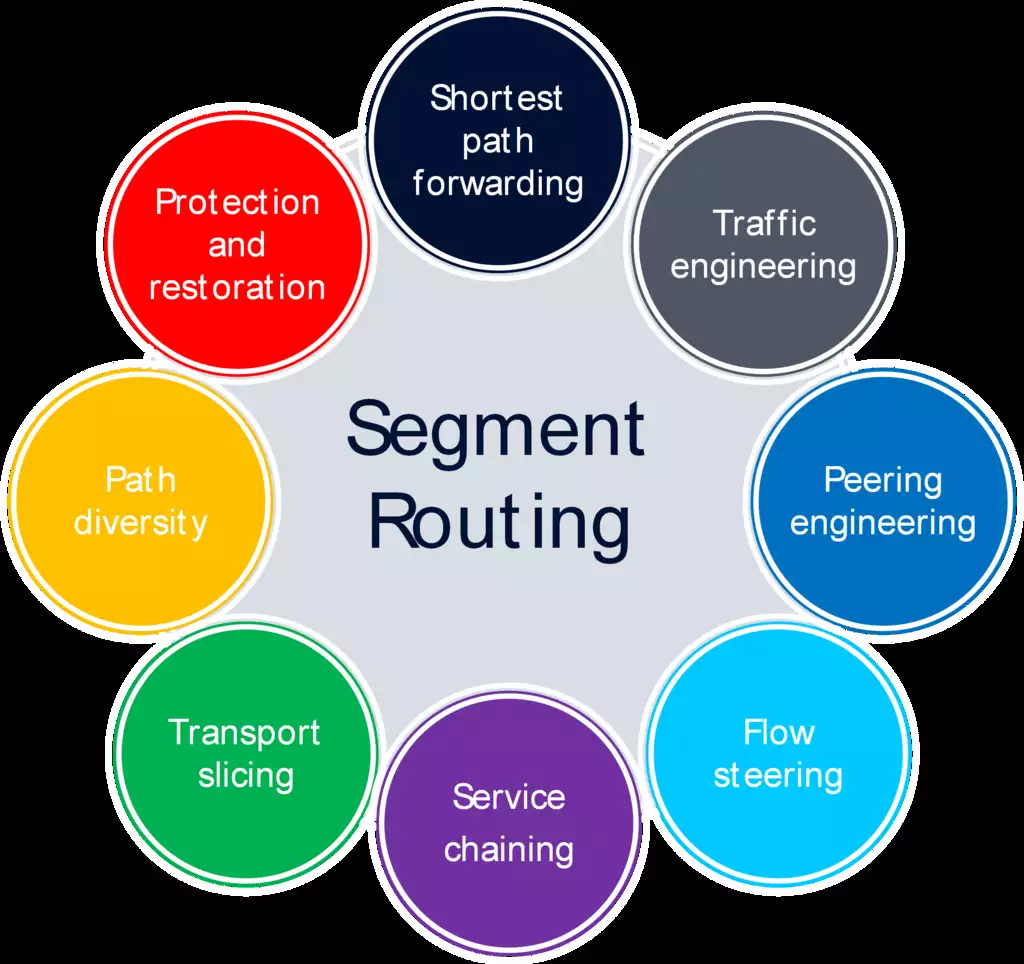 Shortest
path
forwarding
Traffic
engineering
Peering
engineering
Flow
steering
Service
chaining
Transport
slicing
Path
diversity
Protection
and
restoration
Segment
Routing